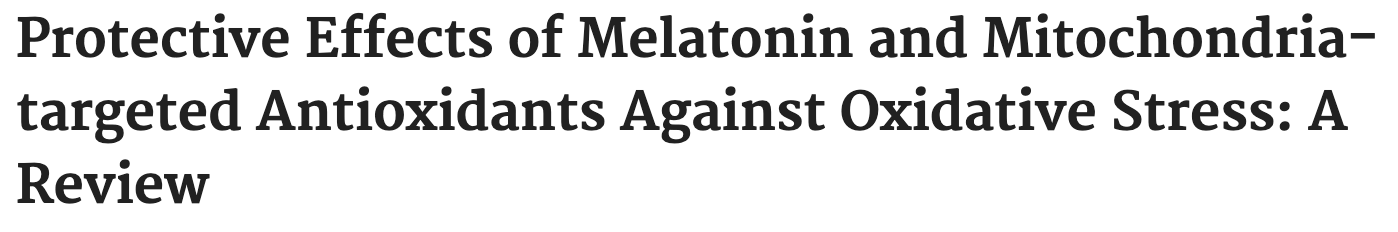 Protective Effects of Melatonin and Mitochondria-
targeted Antioxidants Against Oxidative Stress: A
Review